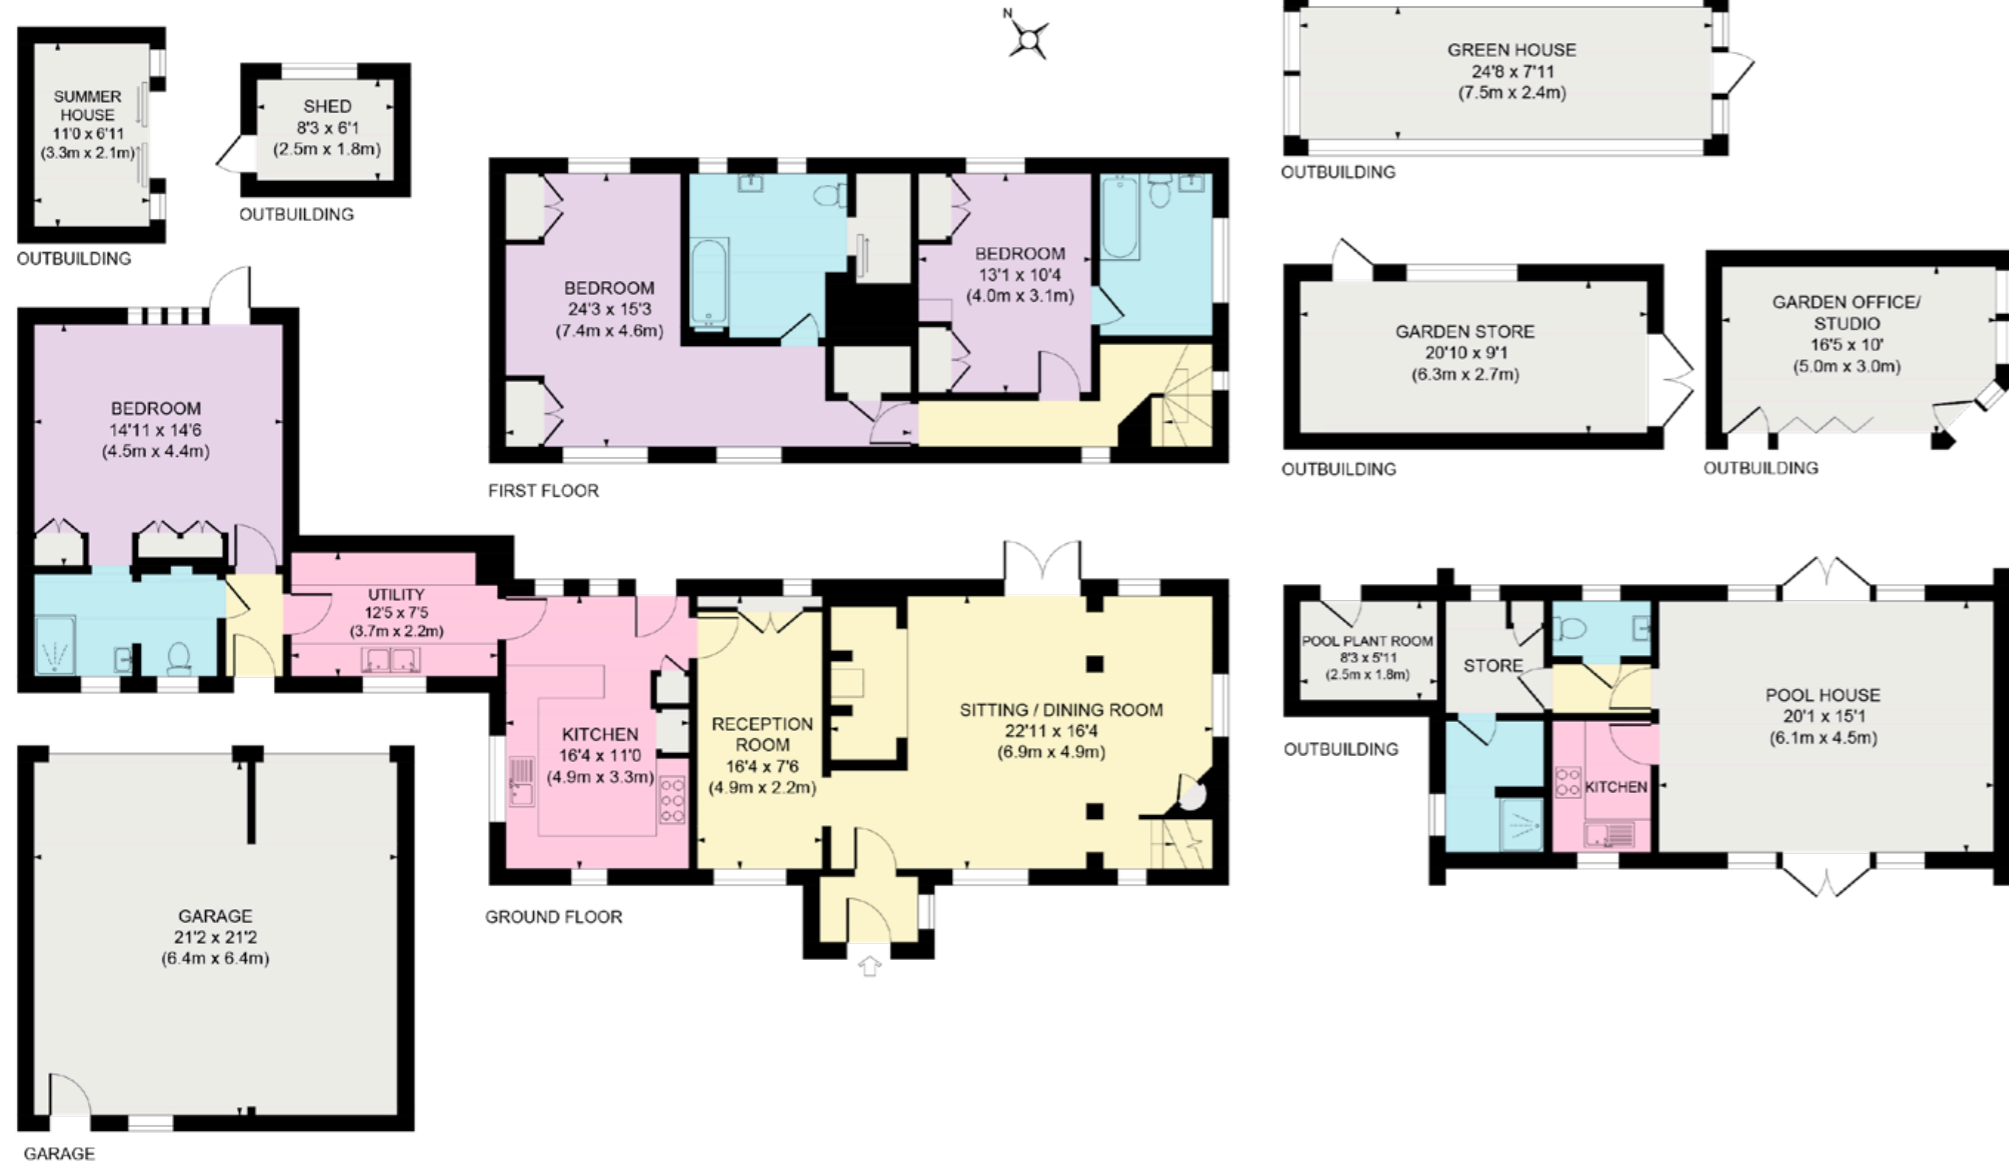 N
SUMMER
HOUSE
11'0 x 6'11
(3.3m x 2.1m)
OUTBUILDING
SHED
8'3 x 6'1
(2.5m x 1.8m)
OUTBUILDING
GREEN HOUSE
24'8 x 7'11
(7.5m x 2.4m)
OUTBUILDING
BEDROOM
24'3 x 15'3
(7.4m x 4.6m)
BEDROOM
13'1 x 10'4
(4.0m x 3.1m)
FIRST FLOOR
GARDEN STORE
20'10 x 9'1
(6.3m x 2.7m)
OUTBUILDING
GARDEN OFFICE/
STUDIO
16'5 x 10'
(5.0m x 3.0m)
OUTBUILDING
BEDROOM
14'11 x 14'6
(4.5m x 4.4m)
UTILITY
12'5 x 7'5
(3.7m x 2.2m)
KITCHEN
16'4 x 11'0
(4.9m x 3.3m)
RECEPTION
ROOM
16'4 x 7'6
(4.9m x 2.2m)
SITTING / DINING ROOM
22'11 x 16'4
(6.9m x 4.9m)
GROUND FLOOR
POOL PLANT ROOM
8'3 x 5'11
(2.5m x 1.8m)
STORE
KITCHEN
POOL HOUSE
20'1 x 15'1
(6.1m x 4.5m)
OUTBUILDING
GARAGE
21'2 x 21'2
(6.4m x 6.4m)
GARAGE